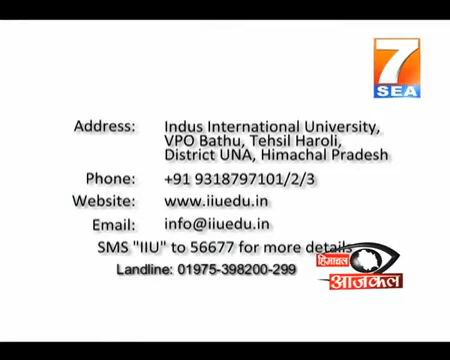 7
SEA
Address: Indus International University,
VPO Bathu, Tehsil Haroli,
District UNA, Himachal Pradesh
Phone: +91 9318797101/2/3
Website: www.iiuedu.in
Email: info@iiuedu.in
SMS "IIU" to 56677 for more details
हिमाचल
आजकल
Landline: 01975-398200-299